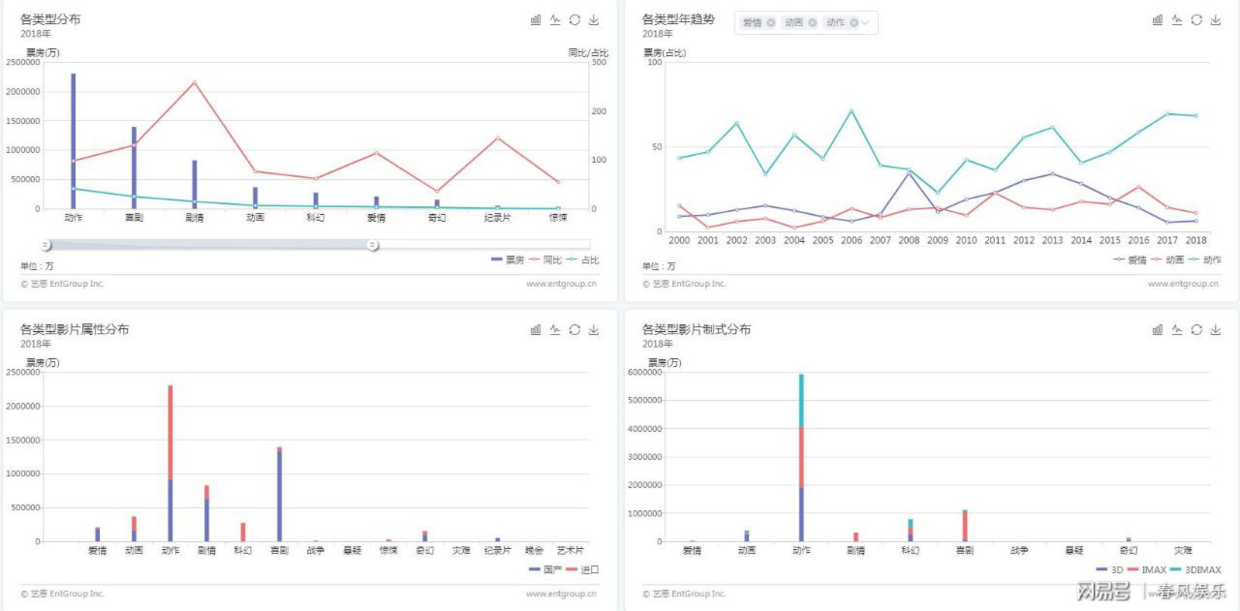 各类型分布
2018年
票房(万)
同比/占比
2500000
2000000
1500000
1000000
500000
0
300
200
100
0
动作 喜剧 剧情 动画 科幻 爱情 奇幻 纪录片 惊悚
单位：万
票房 同比 占比
© 艺恩 EntGroup Inc.
www.entgroup.cn
各类型年趋势
爱情 动画 动作
2018年
票房(占比)
100
50
0
2000 2001 2002 2003 2004 2005 2006 2007 2008 2009 2010 2011 2012 2013 2014 2015 2016 2017 2018
单位：万
爱情 动画 动作
© 艺恩 EntGroup Inc.
www.entgroup.cn
各类型影片属性分布
2018年
票房(万)
2500000
2000000
1500000
1000000
500000
0
爱情 动画 动作 剧情 科幻 喜剧 战争 悬疑 惊悚 奇幻 灾难 纪录片 晚会 艺术片
国产 进口
© 艺恩 EntGroup Inc.
www.entgroup.cn
各类型影片制式分布
2018年
票房(万)
6000000
5000000
4000000
3000000
2000000
1000000
0
爱情 动画 动作 剧情 科幻 喜剧 战争 悬疑 奇幻 灾难
3D IMAX 3DIMAX
© 艺恩 EntGroup Inc.
网易号 | 春风娱乐